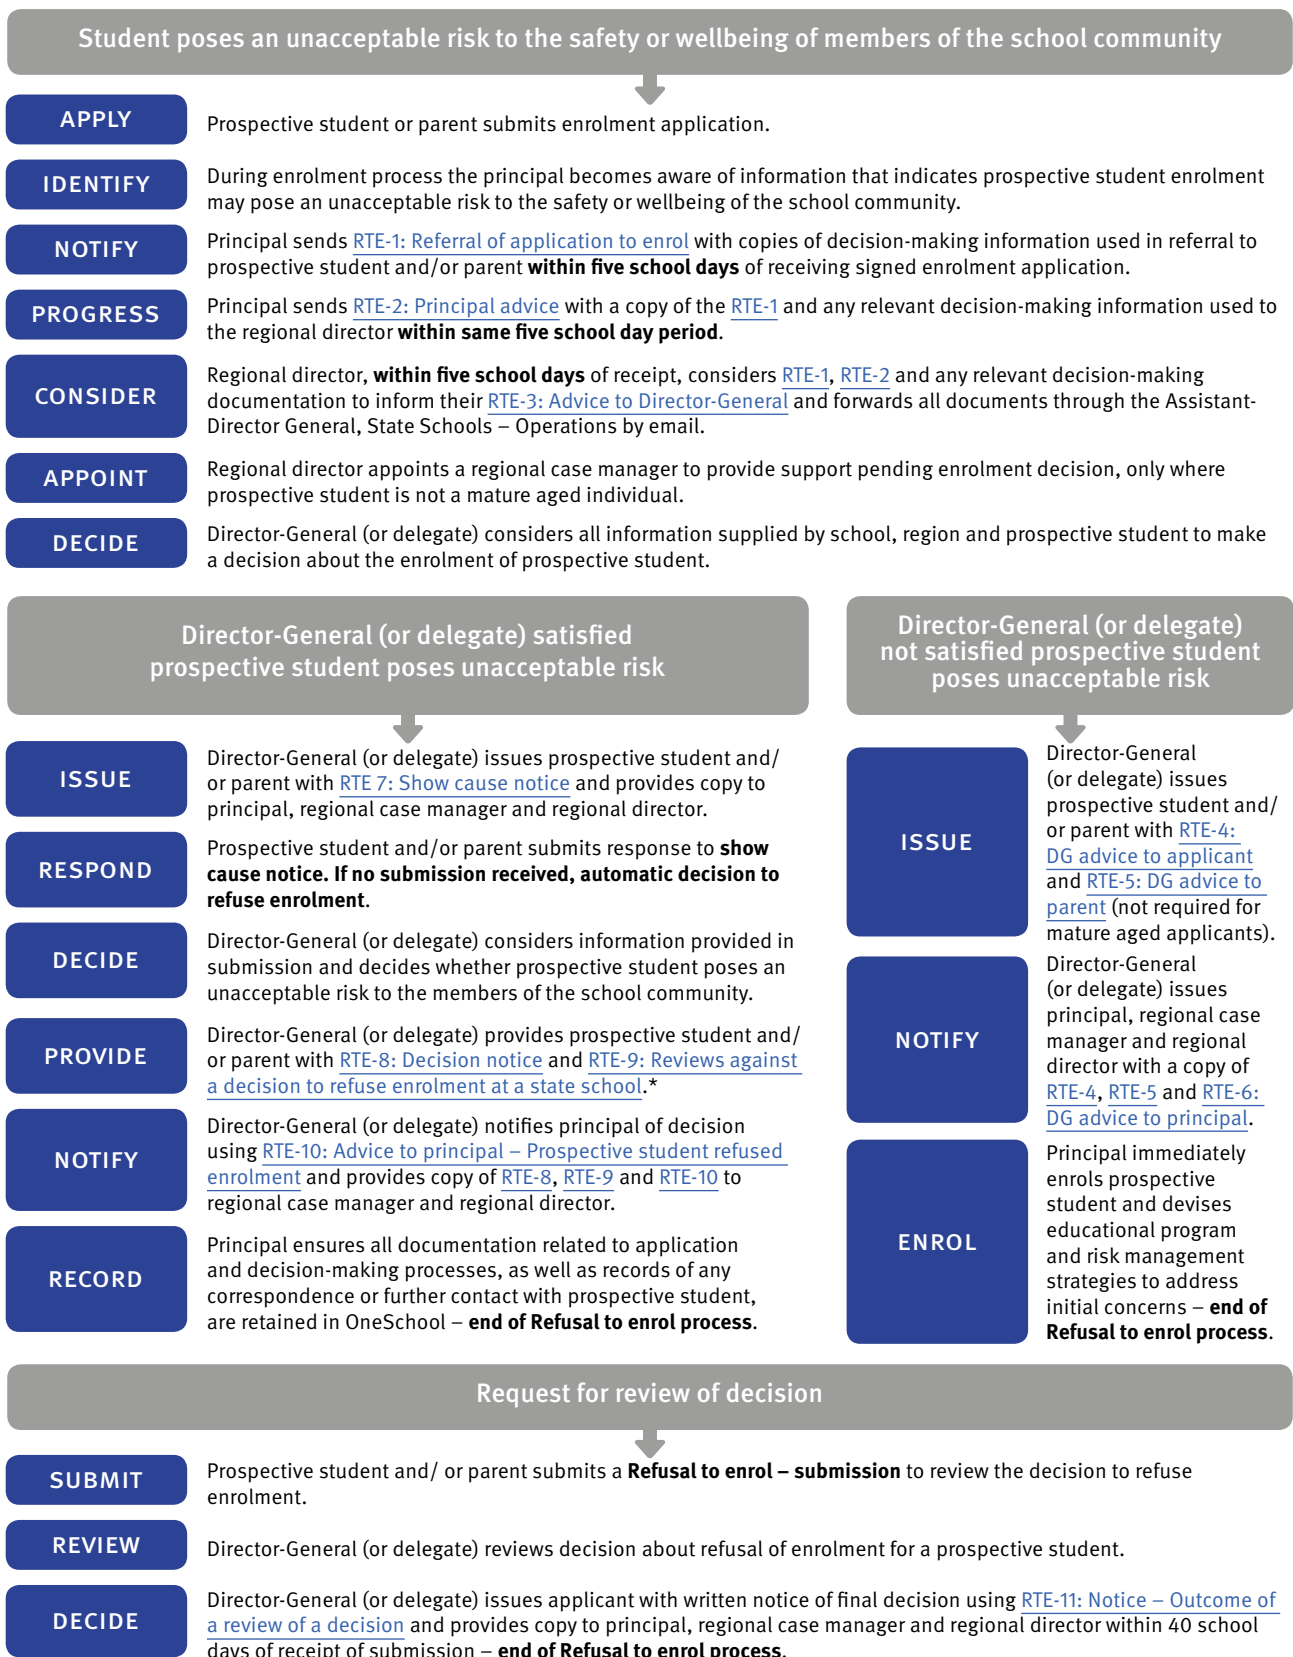 Student poses an unacceptable risk to the safety or wellbeing of members of the school community
APPLY
Prospective student or parent submits enrolment application.
IDENTIFY
During enrolment process the principal becomes aware of information that indicates prospective student enrolment
may pose an unacceptable risk to the safety or wellbeing of the school community.
NOTIFY
Principal sends RTE-1: Referral of application to enrol with copies of decision-making information used in referral to
prospective student and/or parent within five school days of receiving signed enrolment application.
PROGRESS
Principal sends RTE-2: Principal advice with a copy of the RTE-1 and any relevant decision-making information used to
the regional director within same five school day period.
CONSIDER
Regional director, within five school days of receipt, considers RTE-1, RTE-2 and any relevant decision-making
documentation to inform their RTE-3: Advice to Director-General and forwards all documents through the Assistant-
Director General, State Schools – Operations by email.
APPOINT
Regional director appoints a regional case manager to provide support pending enrolment decision, only where
prospective student is not a mature aged individual.
DECIDE
Director-General (or delegate) considers all information supplied by school, region and prospective student to make
a decision about the enrolment of prospective student.
Director-General (or delegate) satisfied
prospective student poses unacceptable risk
ISSUE
Director-General (or delegate) issues prospective student and/
or parent with RTE 7: Show cause notice and provides copy to
principal, regional case manager and regional director.
RESPOND
Prospective student and/or parent submits response to show
cause notice. If no submission received, automatic decision to
refuse enrolment.
DECIDE
Director-General (or delegate) considers information provided in
submission and decides whether prospective student poses an
unacceptable risk to the members of the school community.
PROVIDE
Director-General (or delegate) provides prospective student and/
or parent with RTE-8: Decision notice and RTE-9: Reviews against
a decision to refuse enrolment at a state school.*
NOTIFY
Director-General (or delegate) notifies principal of decision
using RTE-10: Advice to principal – Prospective student refused
enrolment and provides copy of RTE-8, RTE-9 and RTE-10 to
regional case manager and regional director.
RECORD
Principal ensures all documentation related to application
and decision-making processes, as well as records of any
correspondence or further contact with prospective student,
are retained in OneSchool – end of Refusal to enrol process.
Director-General (or delegate)
not satisfied prospective student
poses unacceptable risk
ISSUE
Director-General
(or delegate) issues
prospective student and/
or parent with RTE-4:
DG advice to applicant
and RTE-5: DG advice to
parent (not required for
mature aged applicants).
NOTIFY
Director-General
(or delegate) issues
principal, regional case
manager and regional
director with a copy of
RTE-4, RTE-5 and RTE-6:
DG advice to principal.
ENROL
Principal immediately
enrols prospective
student and devises
educational program
and risk management
strategies to address
initial concerns – end of
Refusal to enrol process.
Request for review of decision
SUBMIT
Prospective student and/ or parent submits a Refusal to enrol – submission to review the decision to refuse
enrolment.
REVIEW
Director-General (or delegate) reviews decision about refusal of enrolment for a prospective student.
DECIDE
Director-General (or delegate) issues applicant with written notice of final decision using RTE-11: Notice – Outcome of
a review of a decision and provides copy to principal, regional case manager and regional director within 40 school
days of receipt of submission – end of Refusal to enrol process.